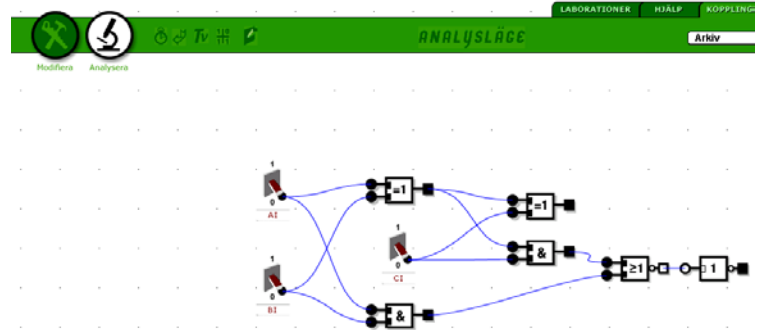 LABORATIONER HJÄLP KOPPLING
Tv ANALYSLÄGE Arkiv
Modifiera Analysera
1
0
AI
=1
=1
1
0
CI
&
≥1
1
1
0
BI
&